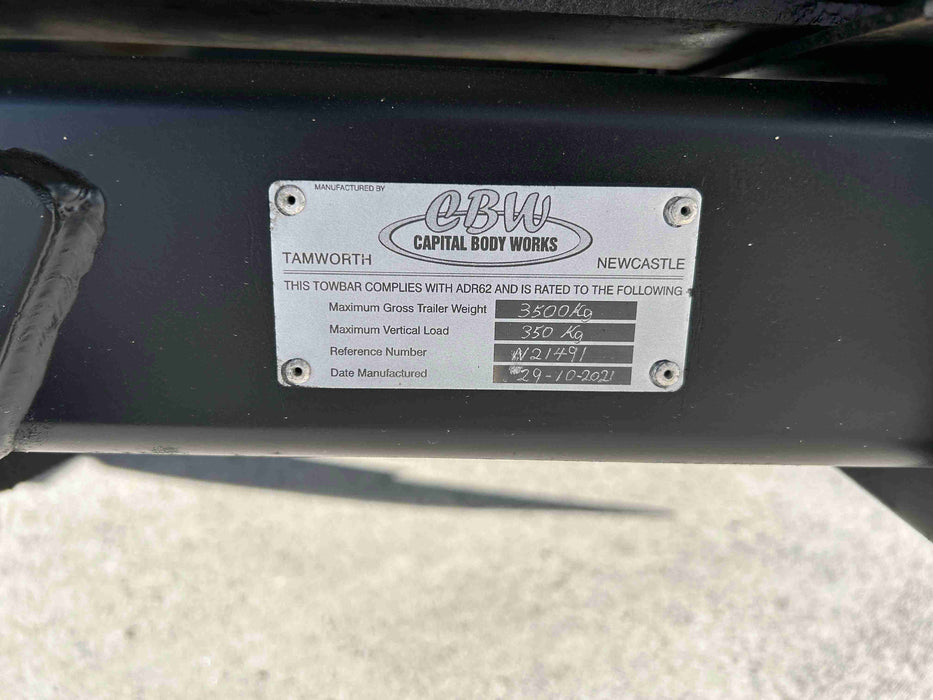 MANUFACTURED BY
CBW
CAPITAL BODY WORKS
TAMWORTH NEWCASTLE
THIS TOWBAR COMPLIES WITH ADR62 AND IS RATED TO THE FOLLOWING
Maximum Gross Trailer Weight 3500Kg
Maximum Vertical Load 350 Kg
Reference Number N21491
Date Manufactured 29-10-2021